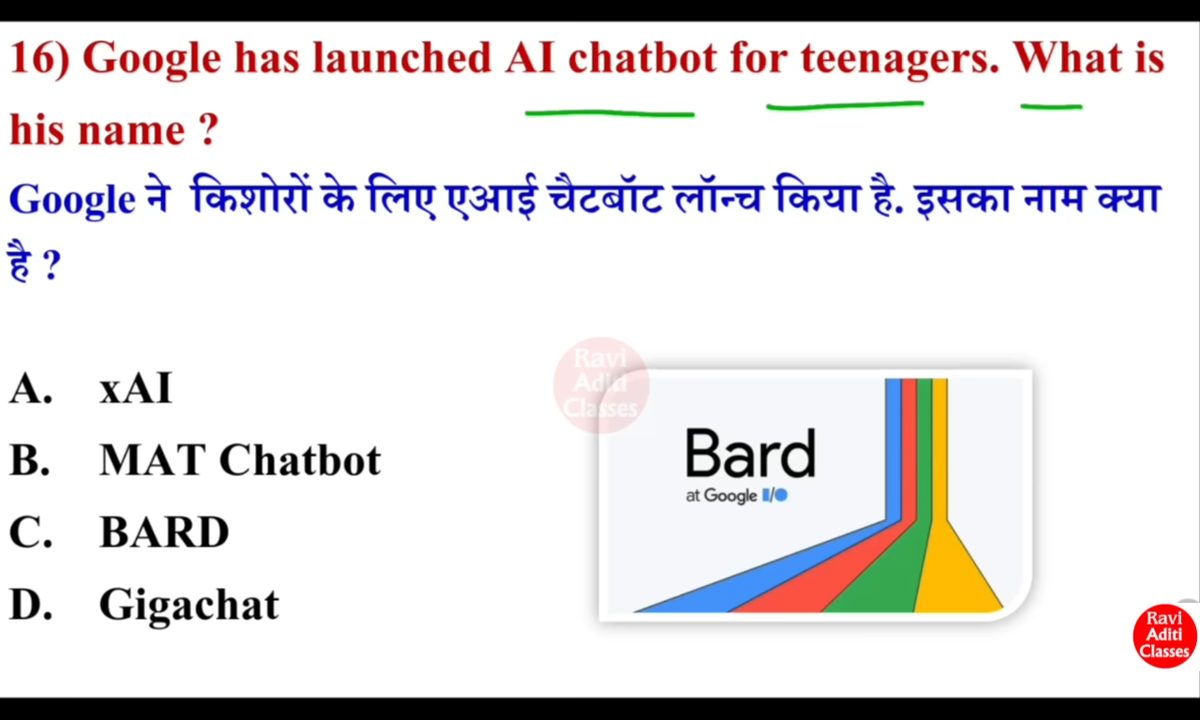 16) Google has launched AI chatbot for teenagers. What is
his name ?
Google ने किशोरों के लिए एआई चैटबॉट लॉन्च किया है. इसका नाम क्या
है ?
A. xAI
B. MAT Chatbot
C. BARD
D. Gigachat
Ravi
Aditi
Classes
Bard
at Google I/O
Ravi
Aditi
Classes